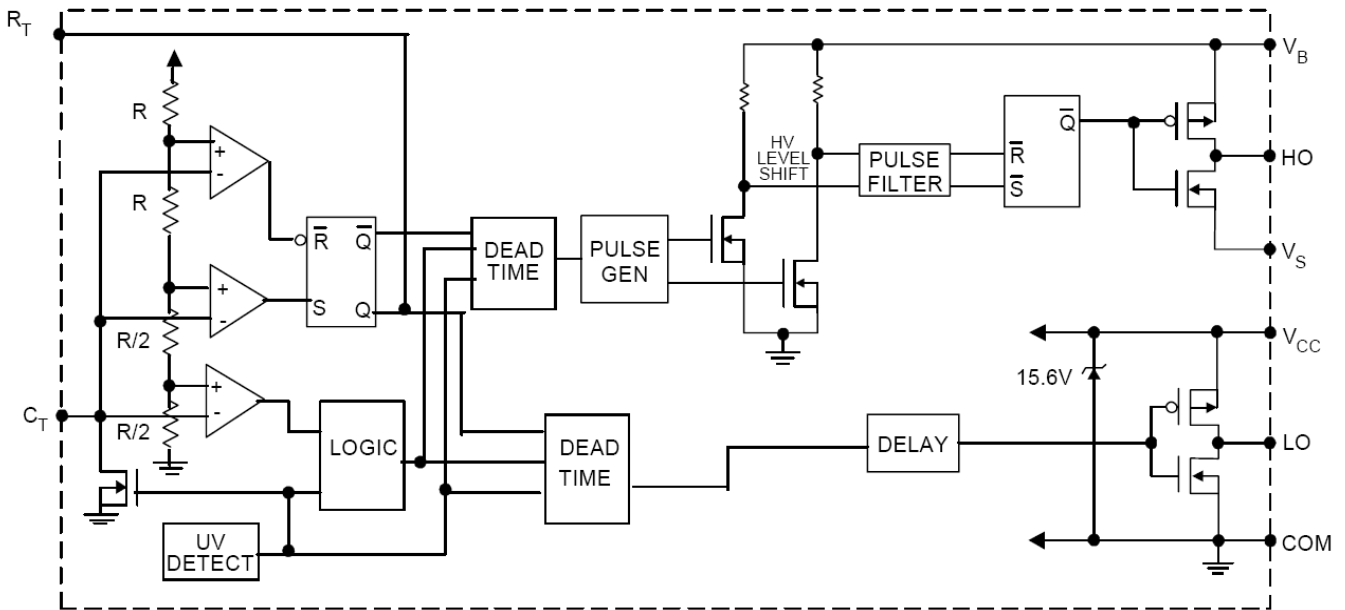 R_T
V_B
R
+
-
HV
LEVEL
SHIFT
PULSE
FILTER
R̅
S̅
Q̅
HO
R
R̅
Q̅
DEAD
TIME
PULSE
GEN
V_S
+
-
S
Q
R/2
V_CC
15.6V
+
-
C_T
R/2
LOGIC
DEAD
TIME
DELAY
LO
UV
DETECT
COM